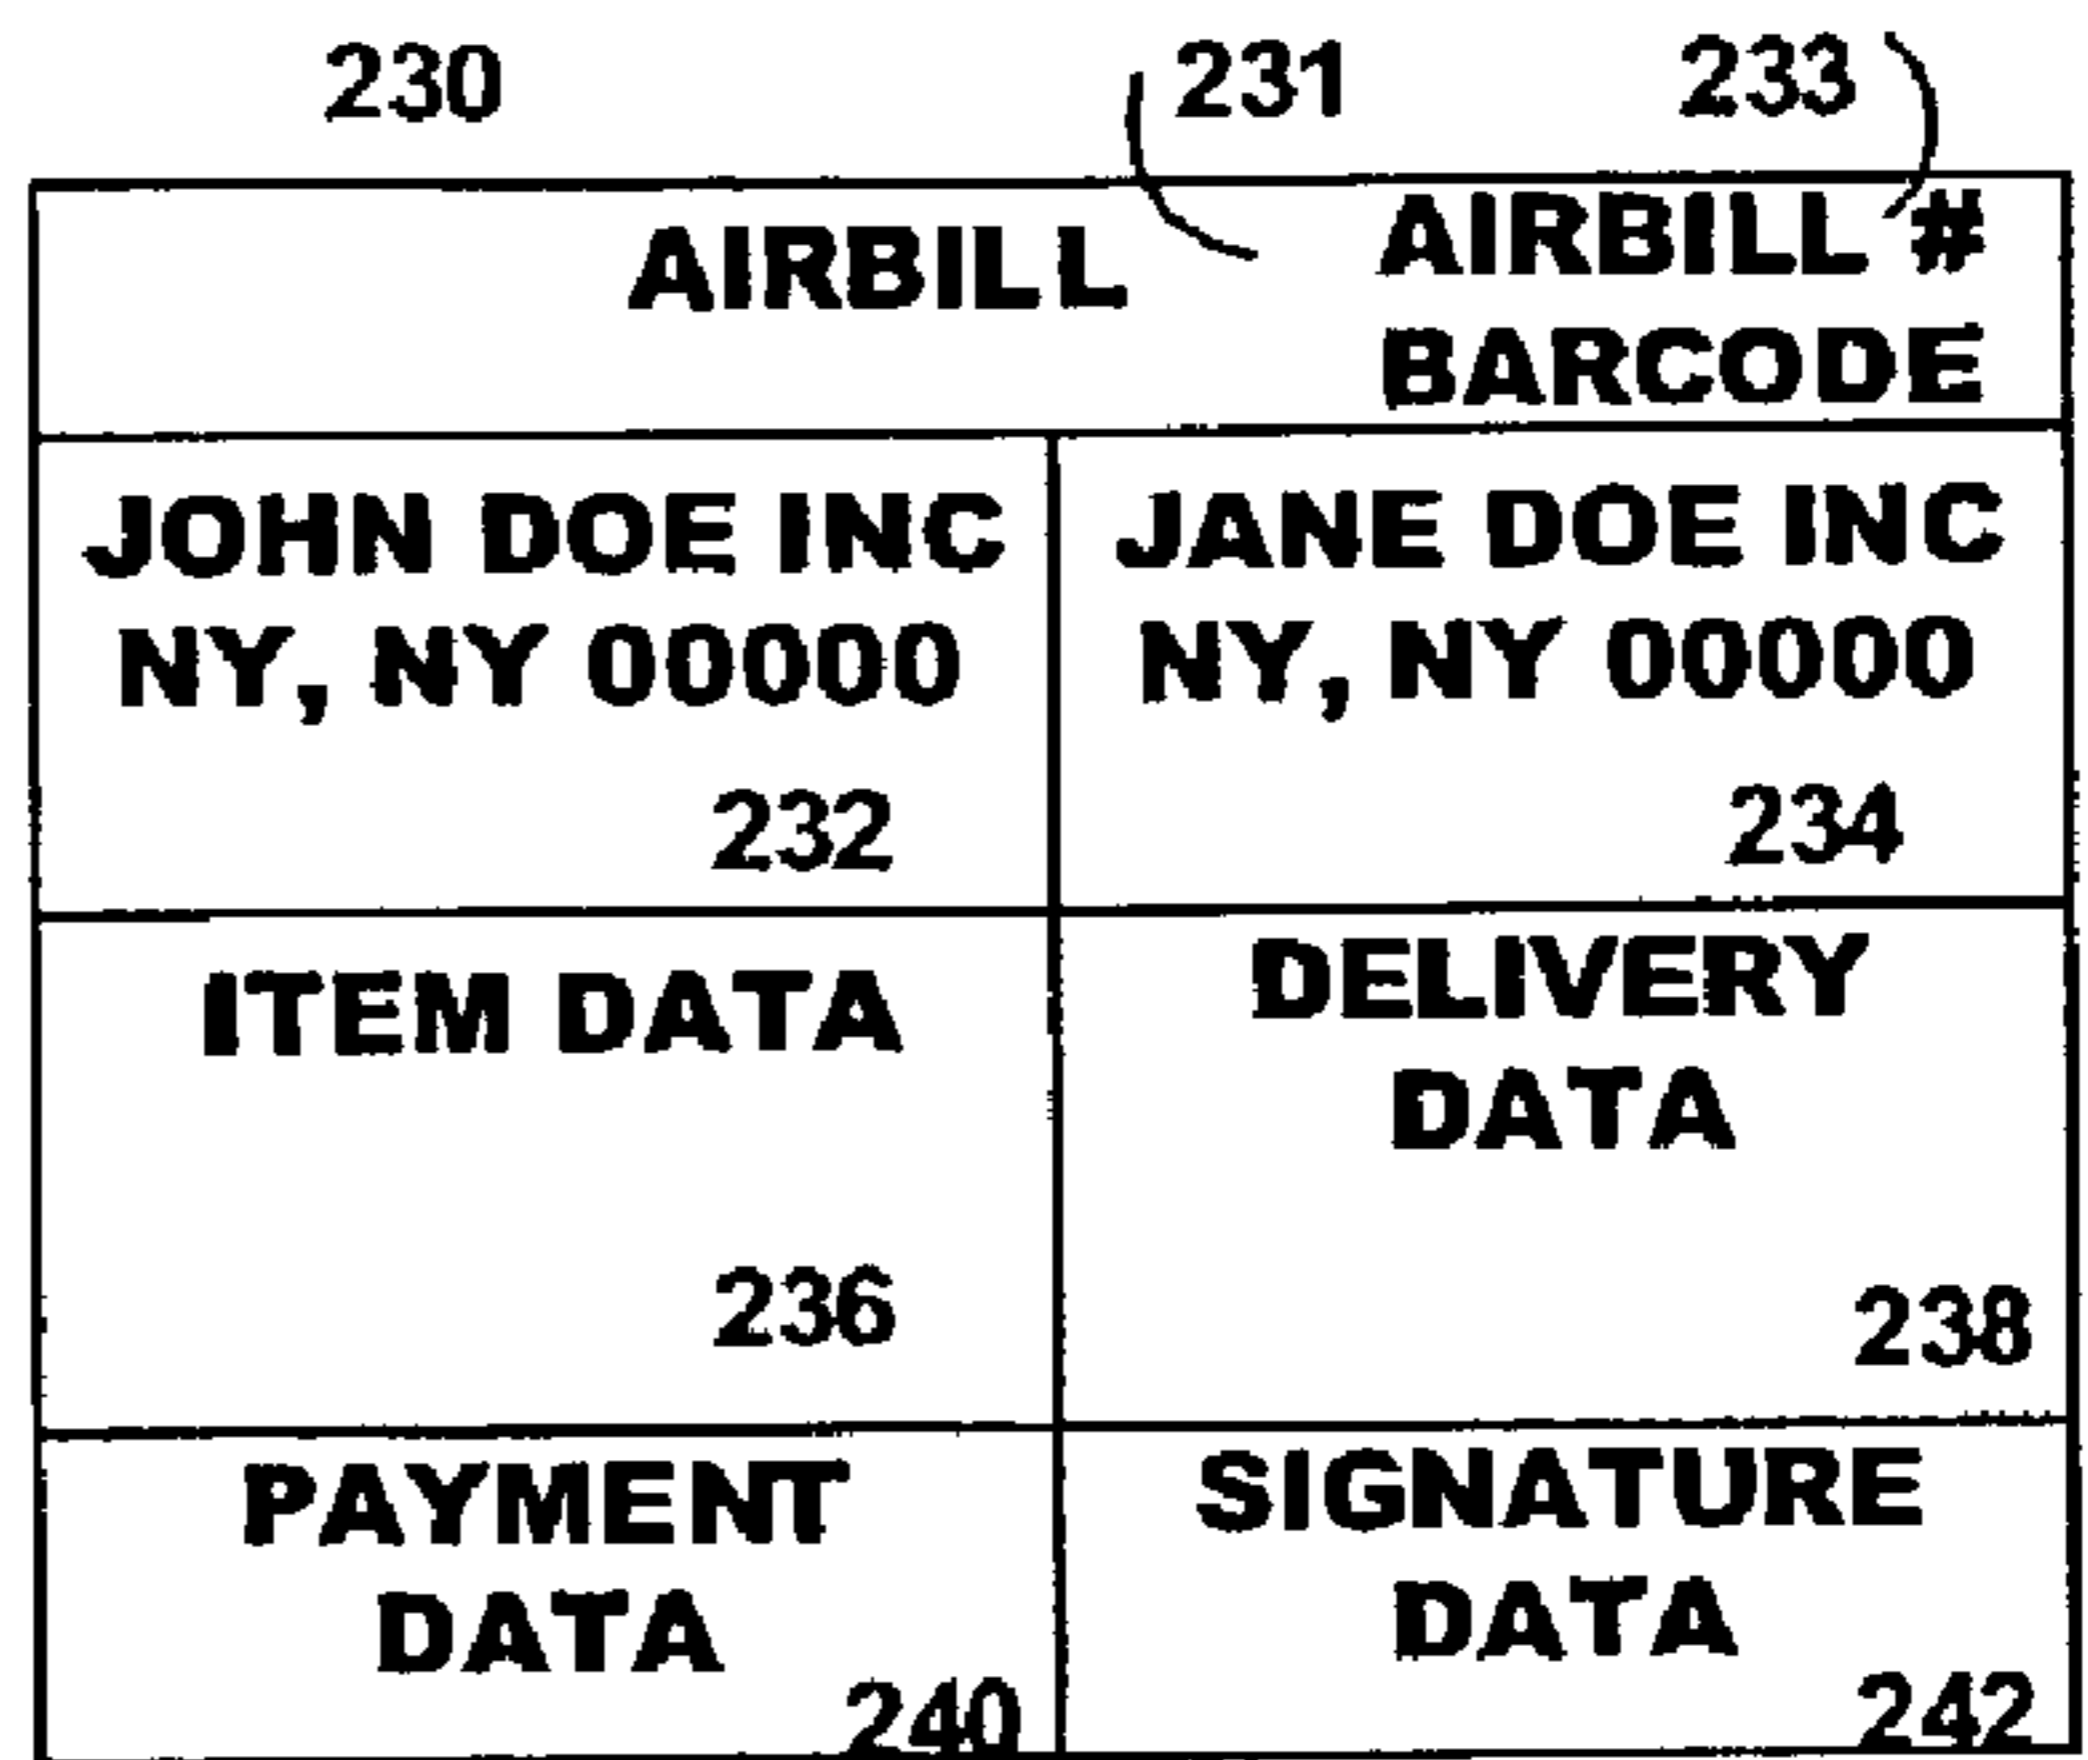 230 231 233
AIRBILL AIRBILL #
BARCODE
JOHN DOE INC
NY, NY 00000
232
JANE DOE INC
NY, NY 00000
234
ITEM DATA
236
DELIVERY
DATA
238
PAYMENT
DATA
240
SIGNATURE
DATA
242